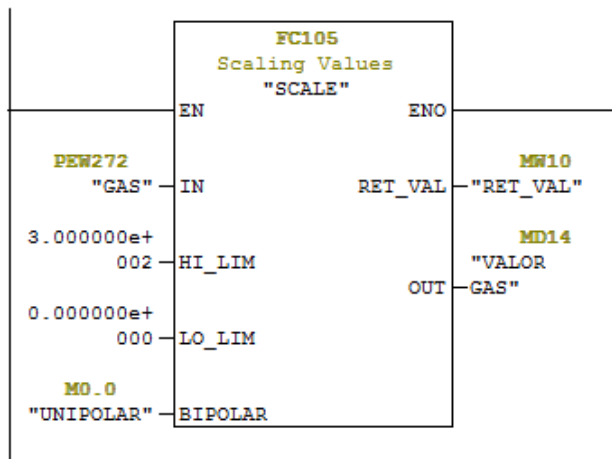 FC105
Scaling Values
"SCALE"
EN ENO
PEW272 MW10
"GAS" IN RET_VAL "RET_VAL"
3.000000e+ MD14
002 HI_LIM "VALOR
OUT GAS"
0.000000e+
000 LO_LIM
M0.0
"UNIPOLAR" BIPOLAR